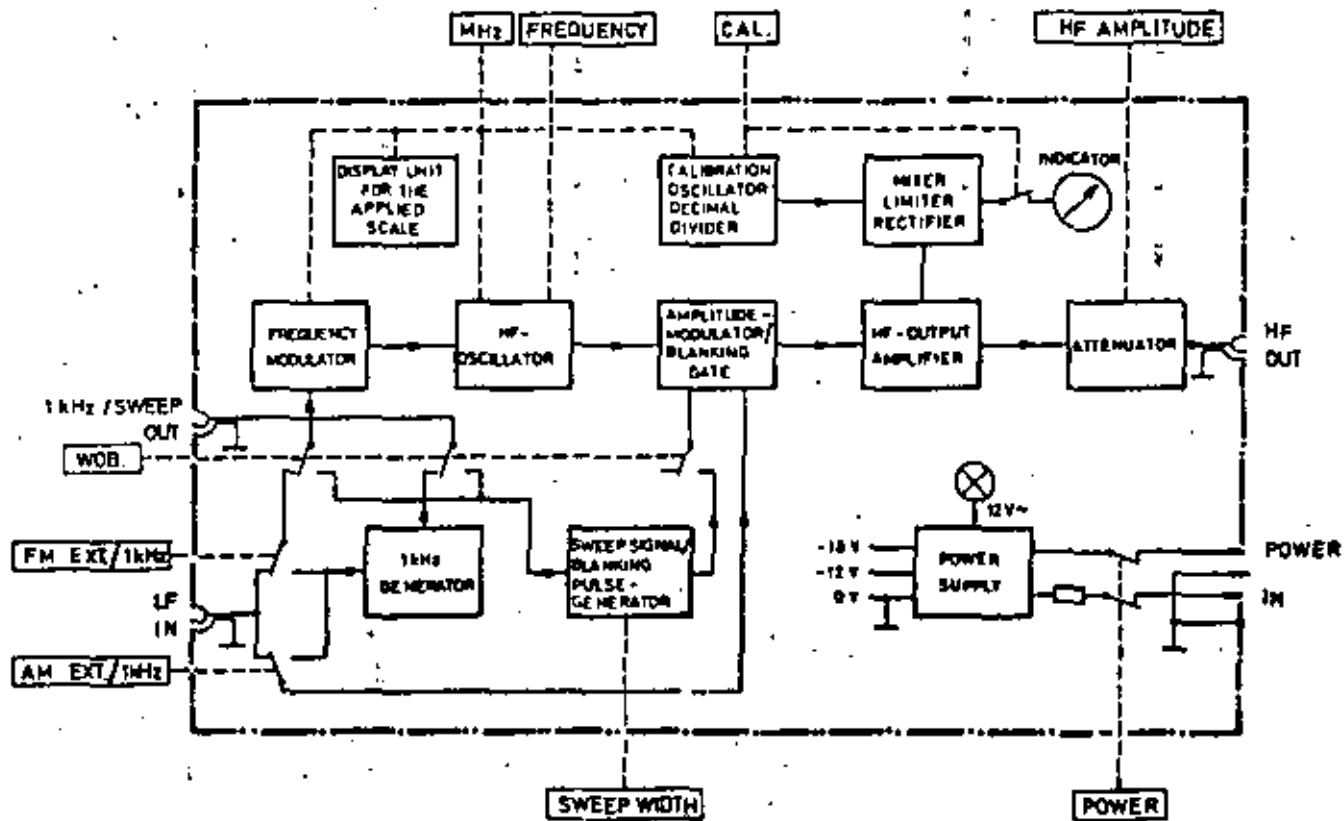 MHz
FREQUENCY
CAL.
HF AMPLITUDE
DISPLAY UNIT
FOR THE
APPLIED
SCALE
CALIBRATION
OSCILLATOR
DECIMAL
DIVIDER
MIXER
LIMITER
RECTIFIER
INDICATOR
FREQUENCY
MODULATOR
HF-
OSCILLATOR
AMPLITUDE-
MODULATOR/
BLANKING
GATE
HF-OUTPUT
AMPLIFIER
ATTENUATOR
HF
OUT
1 kHz/SWEEP
OUT
WOB.
FM EXT/1kHz
LF
IN
AM EXT/1kHz
1kHz
GENERATOR
SWEEP SIGNAL/
BLANKING
PULSE-
GENERATOR
12V~
-12 V
0 V
POWER
SUPPLY
POWER
IN
SWEEP WIDTH
POWER